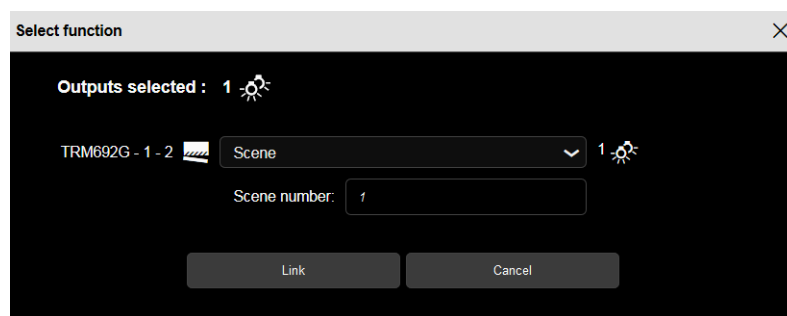 Select function
Outputs selected : 1
TRM692G - 1 - 2 Scene 1
Scene number: 1
Link Cancel